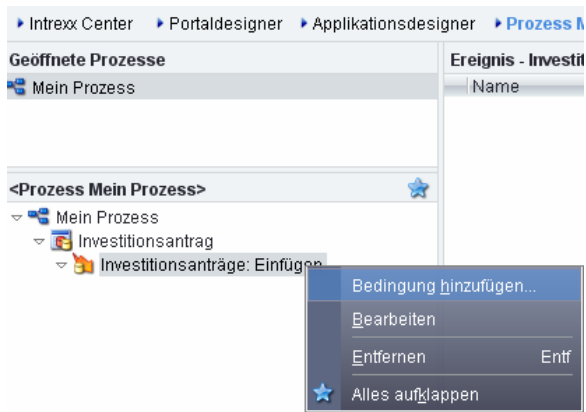 Intrexx Center Portaldesigner Applikationsdesigner Prozess M
Geöffnete Prozesse
Mein Prozess
Ereignis - Investit
Name
<Prozess Mein Prozess>
Mein Prozess
Investitionsantrag
Investitionsanträge: Einfügen
Bedingung hinzufügen...
Bearbeiten
Entfernen Entf
Alles aufklappen